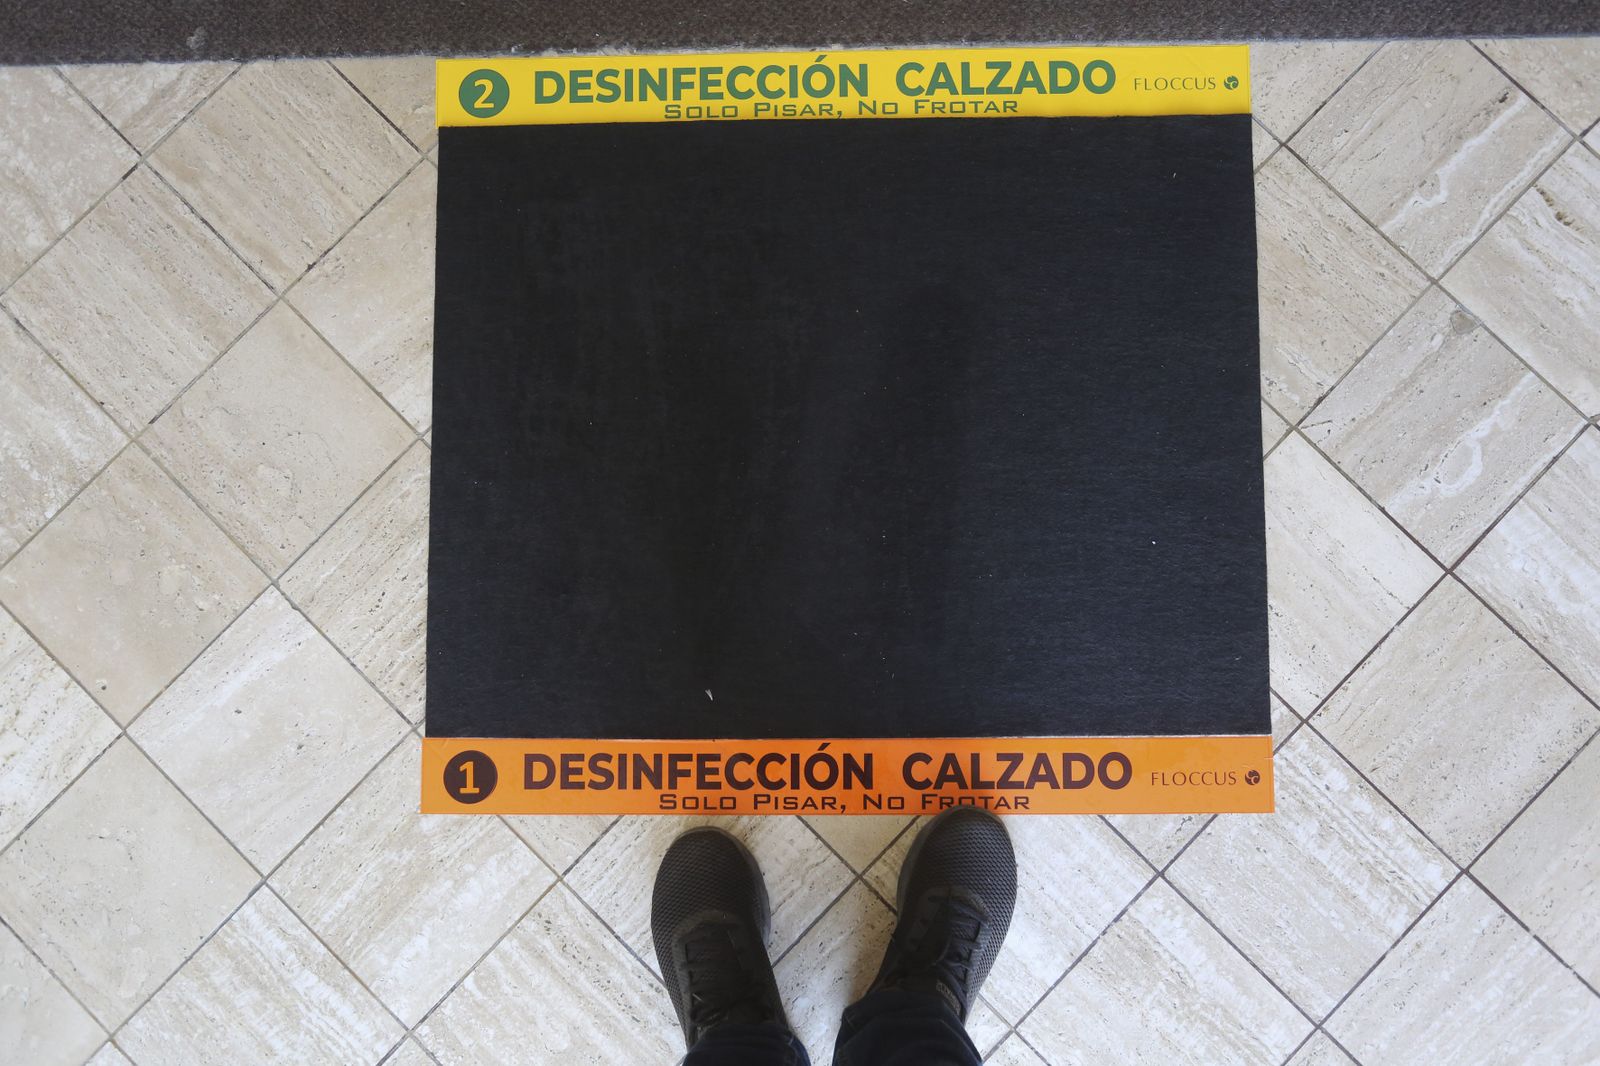 2 DESINFECCIÓN CALZADO FLOCCUS
SOLO PISAR, NO FROTAR
1 DESINFECCIÓN CALZADO FLOCCUS
SOLO PISAR, NO FROTAR